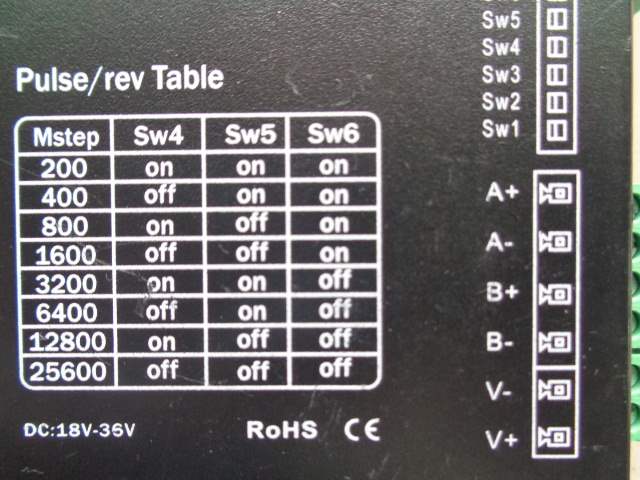 Sw5
Sw4
Sw3
Sw2
Sw1
Pulse/rev Table
Mstep Sw4 Sw5 Sw6
200 on on on
400 off on on
800 on off on
1600 off off on
3200 on on off
6400 off on off
12800 on off off
25600 off off off
A+
A-
B+
B-
V-
V+
DC:18V-36V
RoHS CE